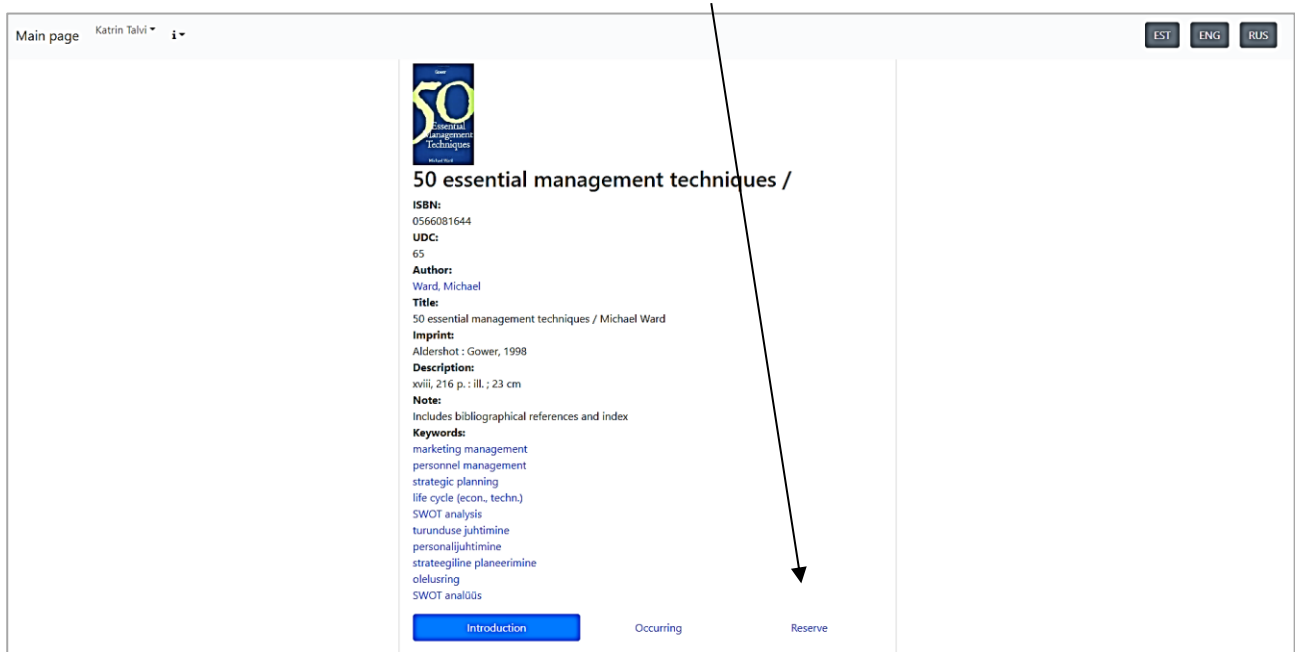 Main page Katrin Talvi i EST ENG RUS
Gower
50
Essential
Management
Techniques
Michael Ward
50 essential management techniques /
ISBN:
0566081644
UDC:
65
Author:
Ward, Michael
Title:
50 essential management techniques / Michael Ward
Imprint:
Aldershot : Gower, 1998
Description:
xviii, 216 p. : ill. ; 23 cm
Note:
Includes bibliographical references and index
Keywords:
marketing management
personnel management
strategic planning
life cycle (econ., techn.)
SWOT analysis
turunduse juhtimine
personalijuhtimine
strateegiline planeerimine
olelusring
SWOT analüüs
Introduction Occurring Reserve